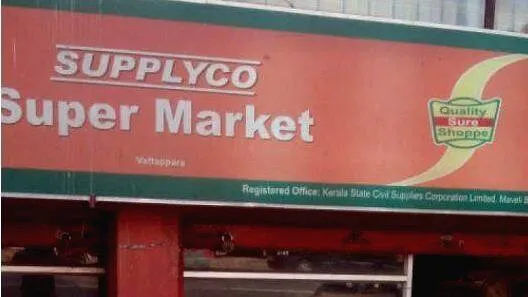 SUPPLYCO
Super Market
Vattappara
Quality
Sure
Shoppe
Registered Office: Kerala State Civil Supplies Corporation Limited, Maveli